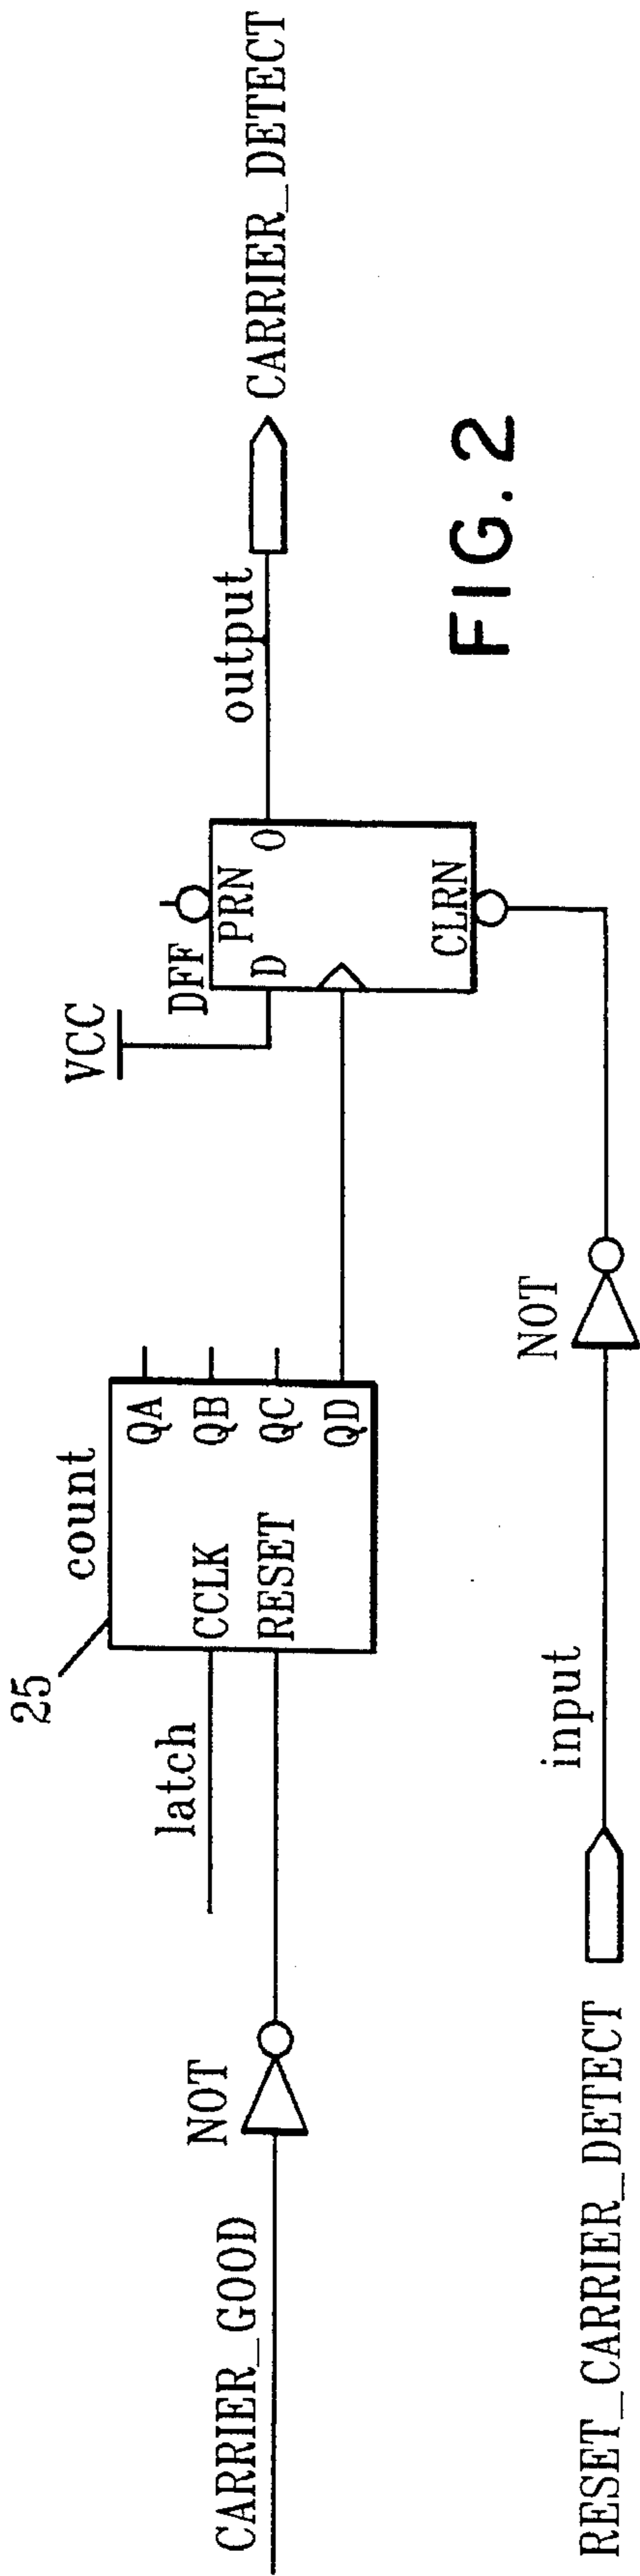 25
count
VCC
DFF
PRN
D
O
CLRN
output
CARRIER_DETECT
QA
QB
QC
QD
CCLK
RESET
latch
NOT
CARRIER_GOOD
NOT
input
RESET_CARRIER_DETECT
FIG. 2